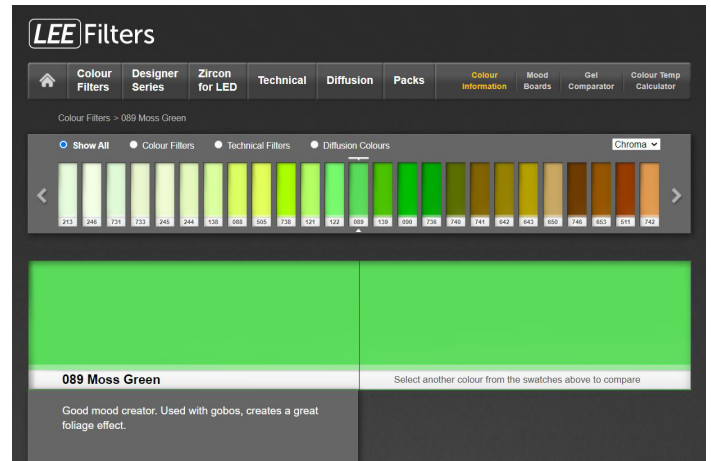 LEE Filters
Colour Filters
Designer Series
Zircon for LED
Technical
Diffusion
Packs
Colour Information
Mood Boards
Gel Comparator
Colour Temp Calculator
Colour Filters > 089 Moss Green
Show All Colour Filters Technical Filters Diffusion Colours Chroma
213 246 731 733 245 244 138 088 505 738 121 122 089 139 090 736 740 741 642 643 650 746 653 511 742
089 Moss Green
Select another colour from the swatches above to compare
Good mood creator. Used with gobos, creates a great
foliage effect.